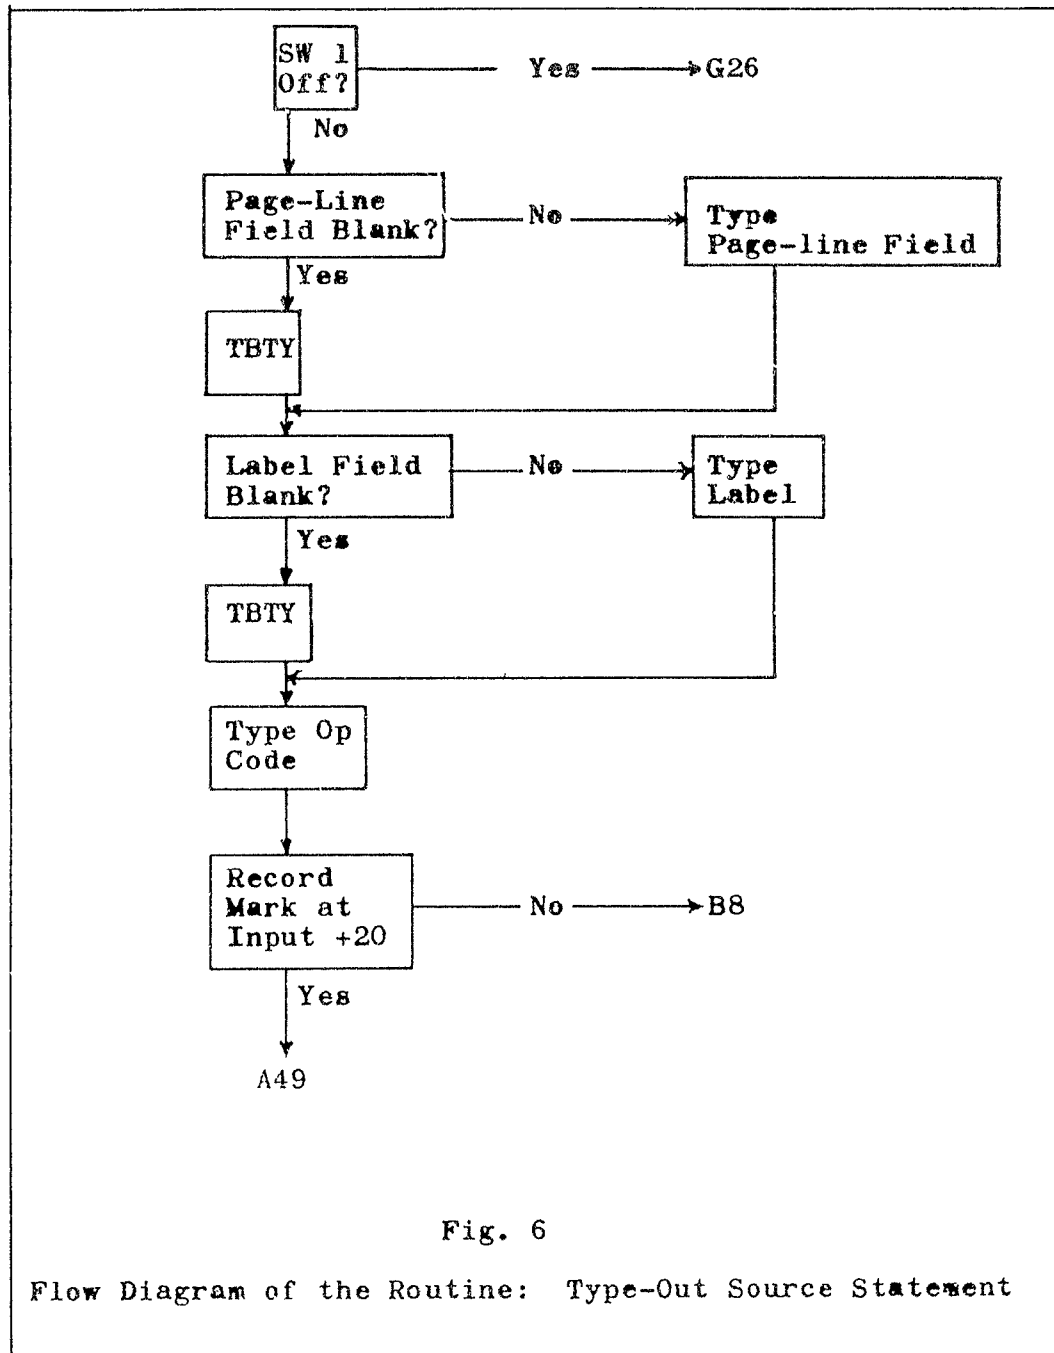 SW 1
Off?
Yes
G26
No
Page-Line
Field Blank?
No
Type
Page-line Field
Yes
TBTY
Label Field
Blank?
No
Type
Label
Yes
TBTY
Type Op
Code
Record
Mark at
Input +20
No
B8
Yes
A49
Fig. 6
Flow Diagram of the Routine: Type-Out Source Statement